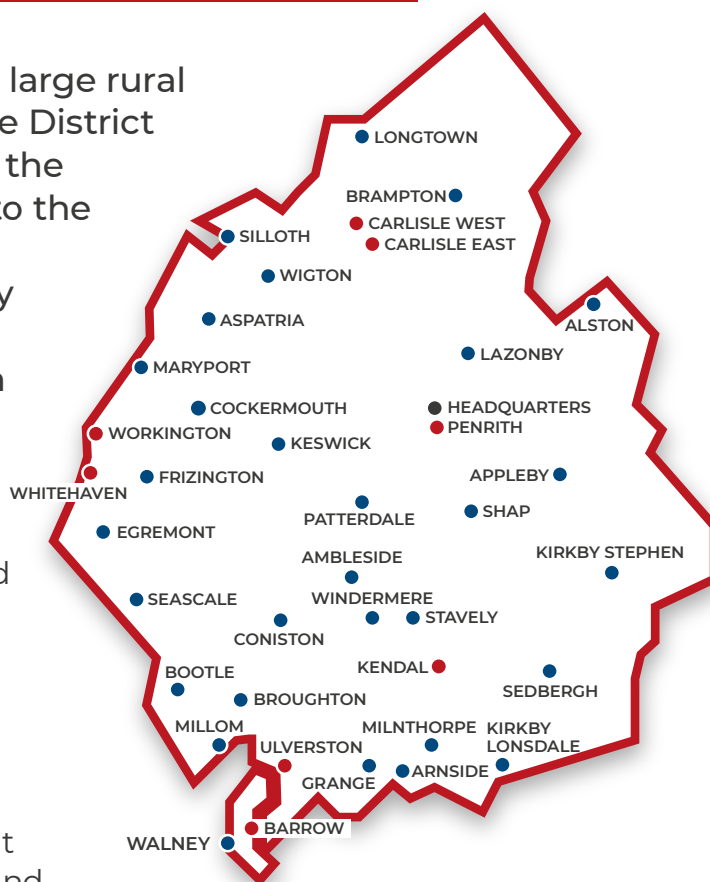 large rural
e District
the
to the
LONGTOWN
BRAMPTON
CARLISLE WEST
CARLISLE EAST
SILLOTH
WIGTON
y
ASPATRIA
ALSTON
LAZONBY
MARYPORT
COCKERMOUTH
HEADQUARTERS
PENRITH
WORKINGTON
KESWICK
FRIZINGTON
APPLEBY
WHITEHAVEN
PATTERDALE
SHAP
EGREMONT
AMBLESIDE
KIRKBY STEPHEN
d
SEASCALE
WINDERMERE
STAVELY
CONISTON
KENDAL
BOOTLE
SEDBERGH
BROUGHTON
MILLOM
MILNTHORPE
KIRKBY
LONSDALE
ULVERSTON
GRANGE
ARNSIDE
BARROW
WALNEY
t